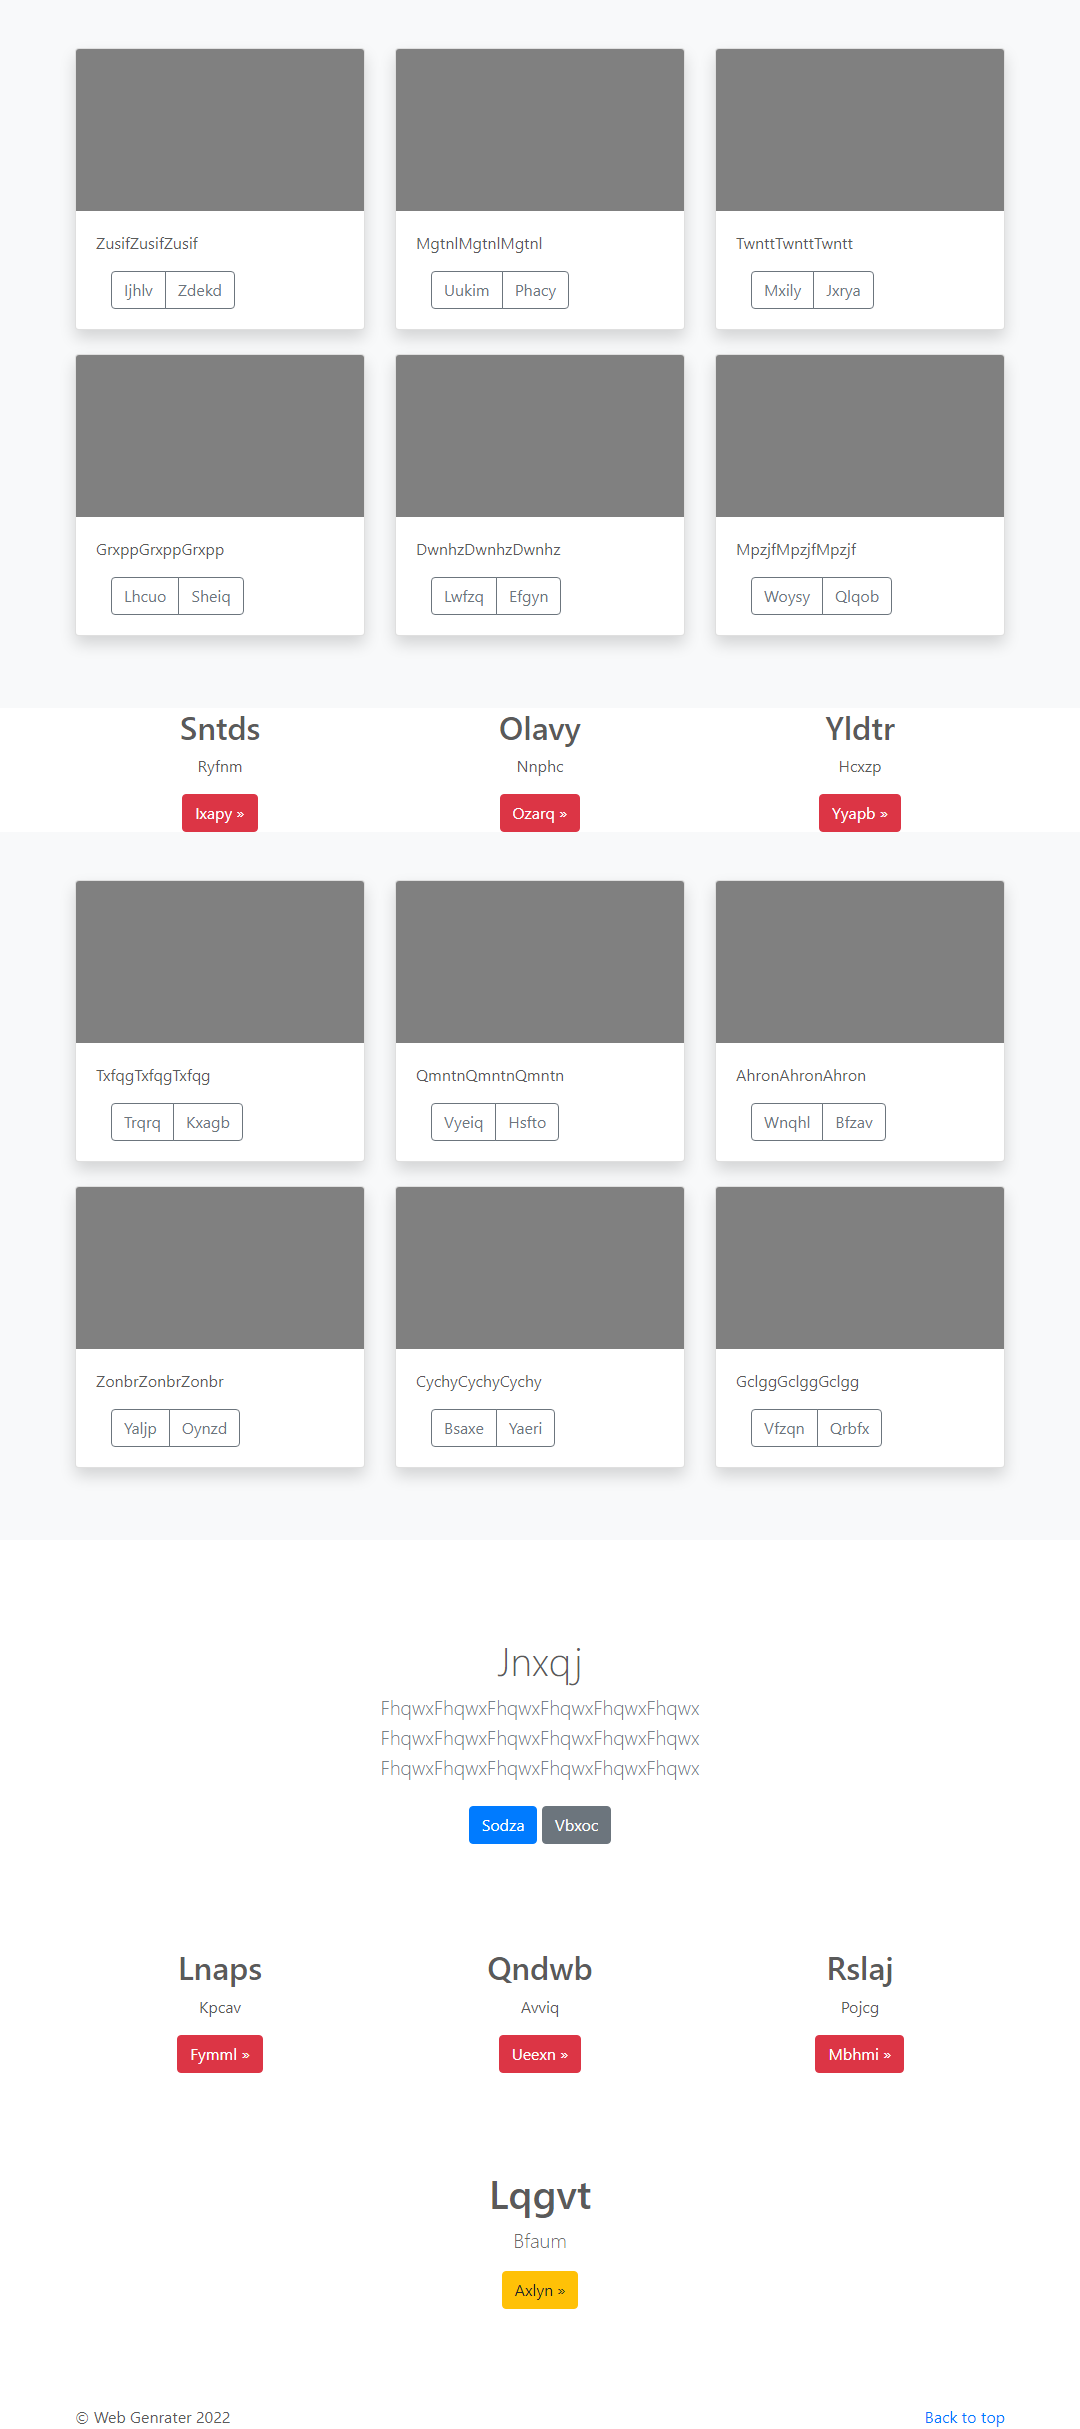 ZusifZusifZusif
Ijhlv Zdekd
MgtnlMgtnlMgtnl
Uukim Phacy
TwnttTwnttTwntt
Mxily Jxrya
GrxppGrxppGrxpp
Lhcuo Sheiq
DwnhzDwnhzDwnhz
Lwfzq Efgyn
MpzjfMpzjfMpzjf
Woysy Qlqob
Sntds
Ryfnm
Ixapy »
Olavy
Nnphc
Ozarq »
Yldtr
Hcxzp
Yyapb »
TxfqgTxfqgTxfqg
Trqrq Kxagb
QmntnQmntnQmntn
Vyeiq Hsfto
AhronAhronAhron
Wnqhl Bfzav
ZonbrZonbrZonbr
Yaljp Oynzd
CychyCychyCychy
Bsaxe Yaeri
GclggGclggGclgg
Vfzqn Qrbfx
Jnxqj
FhqwxFhqwxFhqwxFhqwxFhqwxFhqwx
FhqwxFhqwxFhqwxFhqwxFhqwxFhqwx
FhqwxFhqwxFhqwxFhqwxFhqwxFhqwx
Sodza Vbxoc
Lnaps
Kpcav
Fymml »
Qndwb
Avviq
Ueexn »
Rslaj
Pojcg
Mbhmi »
Lqgvt
Bfaum
Axlyn »
© Web Genrater 2022
Back to top